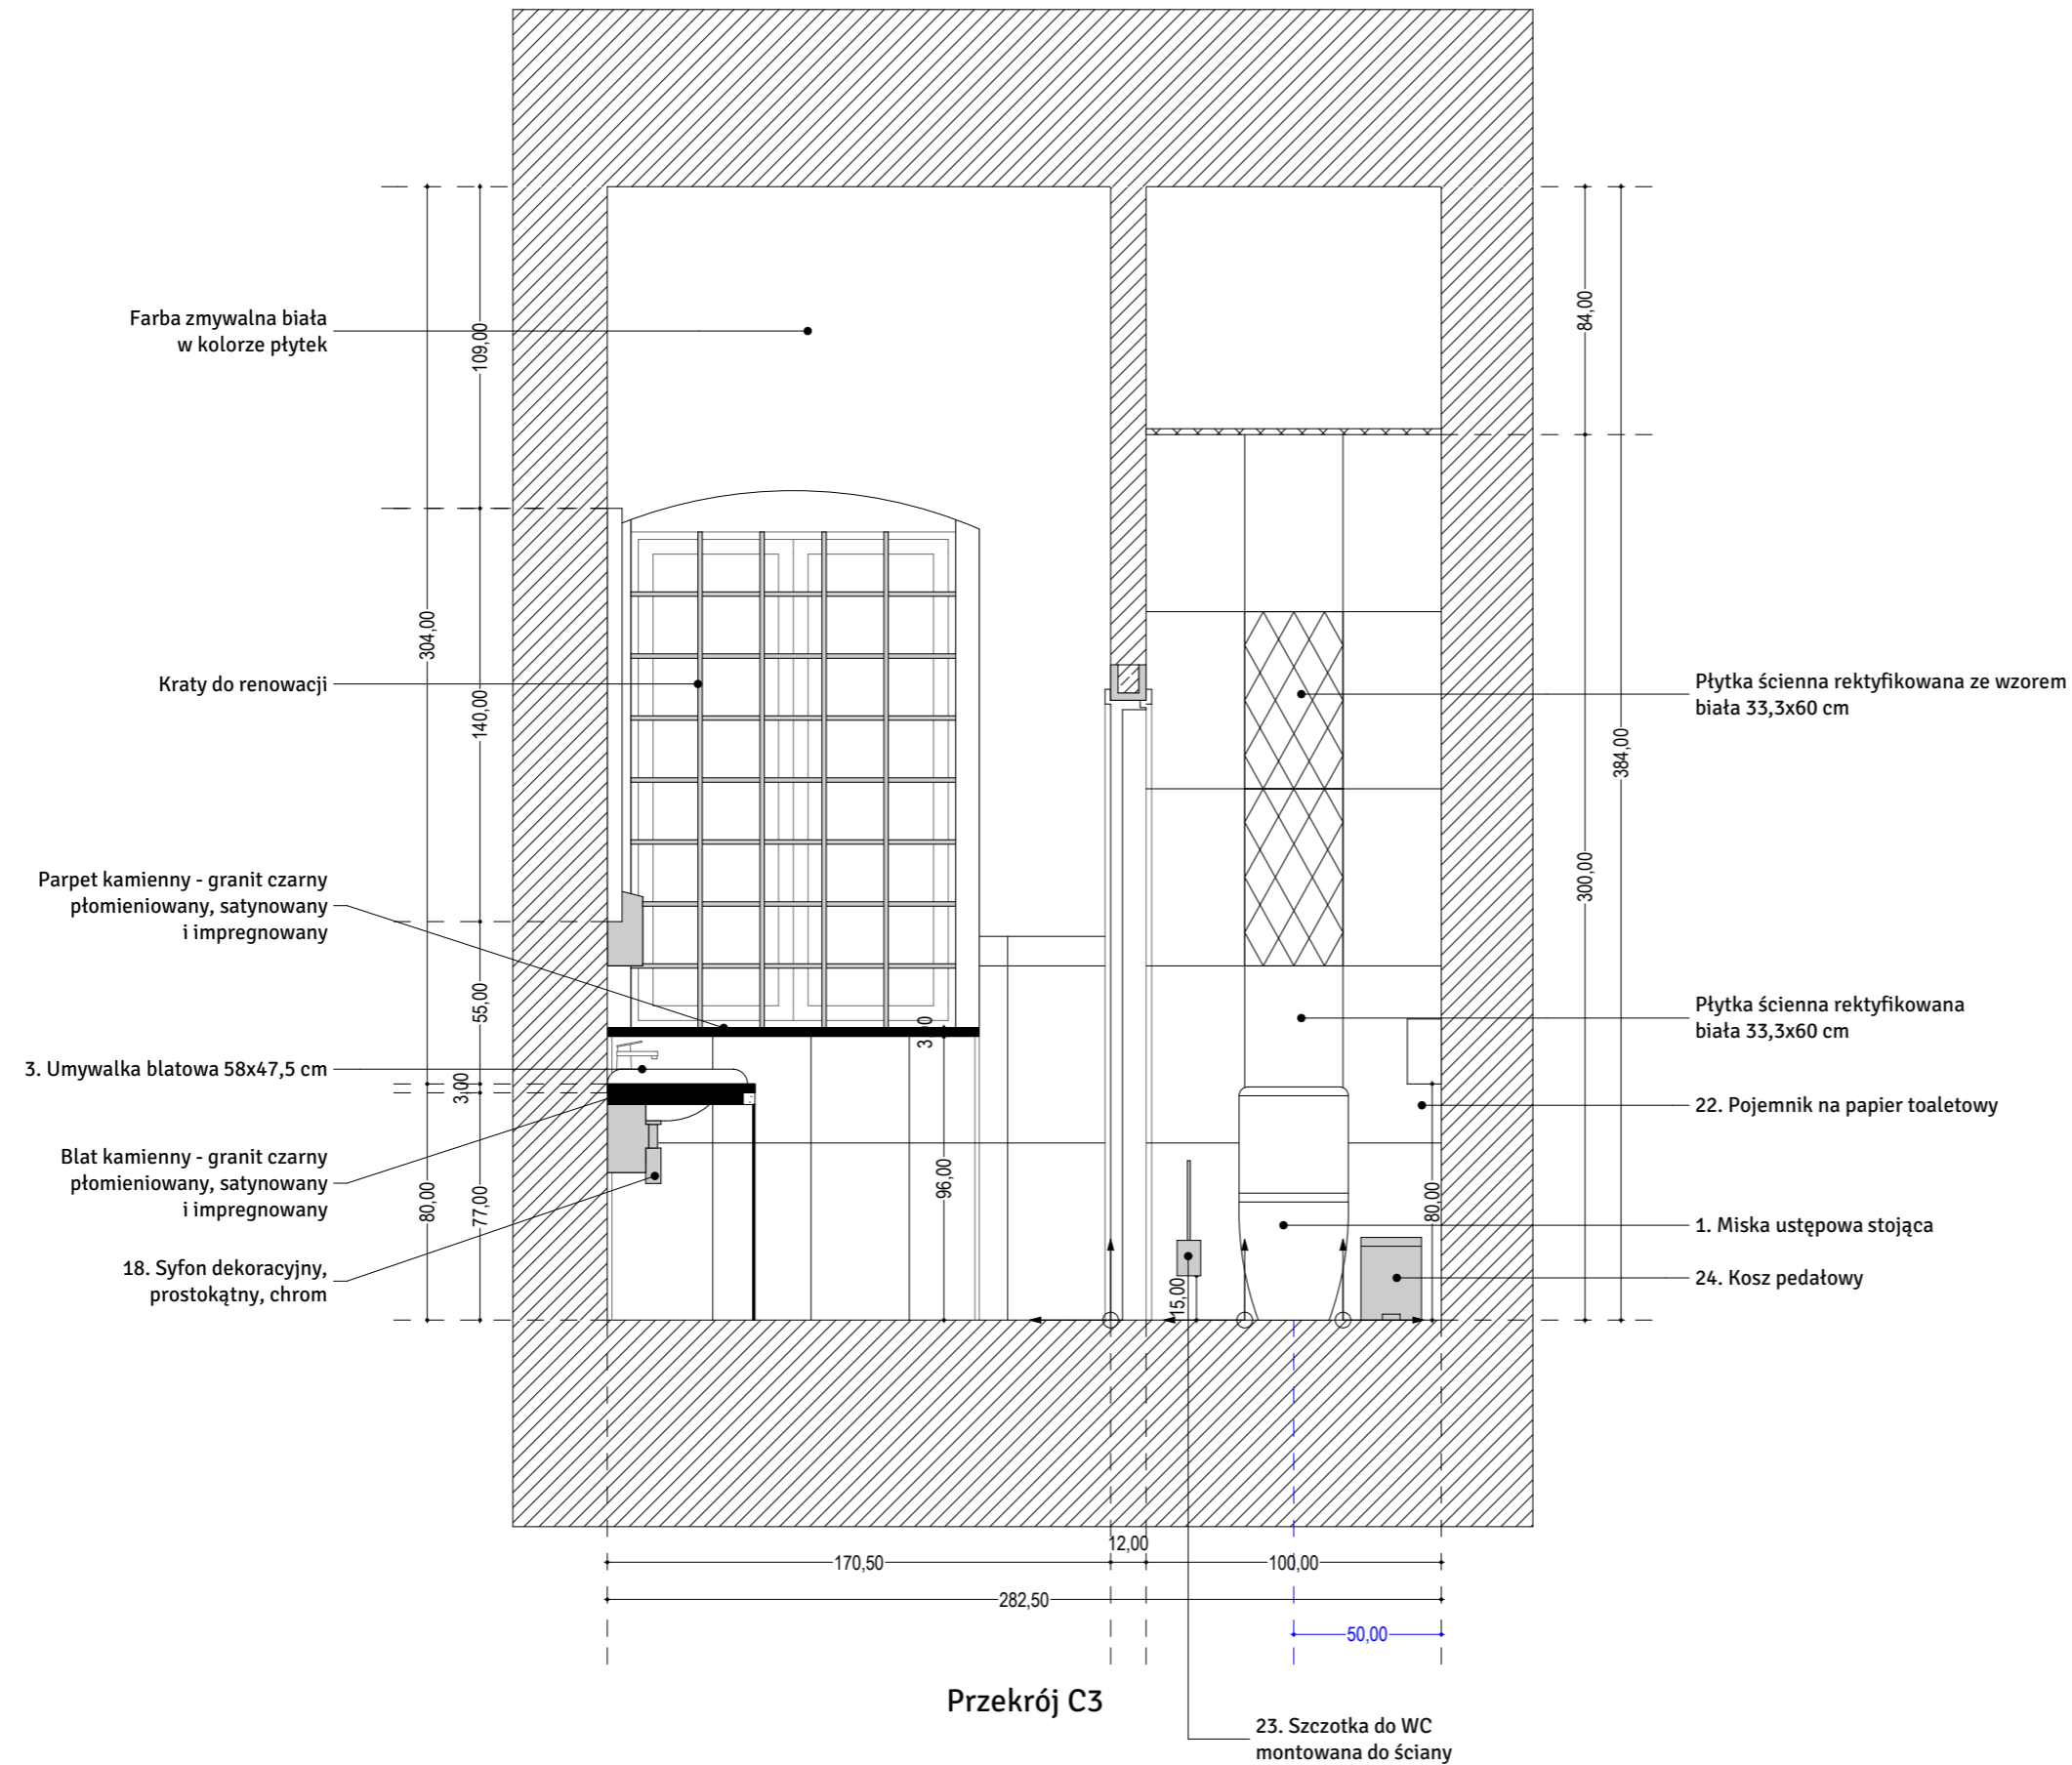 Farba zmywalna biała
w kolorze płytek
Kraty do renowacji
Parpet kamienny - granit czarny
płomieniowany, satynowany
i impregnowany
3. Umywalka blatowa 58x47,5 cm
Blat kamienny - granit czarny
płomieniowany, satynowany
i impregnowany
18. Syfon dekoracyjny,
prostokątny, chrom
304,00
80,00
109,00
140,00
55,00
3,00
77,00
3,00
96,00
15,00
80,00
84,00
300,00
384,00
Płytka ścienna rektyfikowana ze wzorem
biała 33,3x60 cm
Płytka ścienna rektyfikowana
biała 33,3x60 cm
22. Pojemnik na papier toaletowy
1. Miska ustępowa stojąca
24. Kosz pedałowy
12,00
170,50
100,00
282,50
50,00
Przekrój C3
23. Szczotka do WC
montowana do ściany